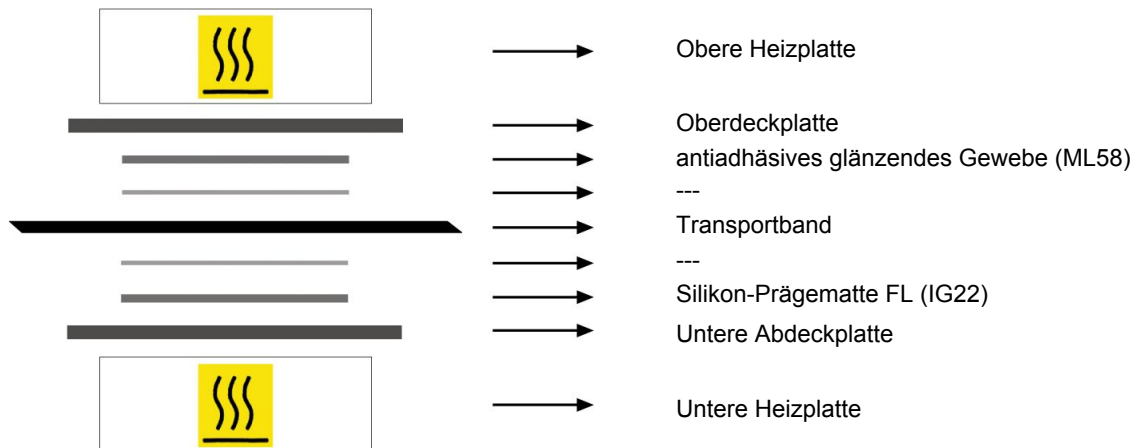 Obere Heizplatte
Oberdeckplatte
antiadhäsives glänzendes Gewebe (ML58)
---
Transportband
---
Silikon-Prägematte FL (IG22)
Untere Abdeckplatte
Untere Heizplatte